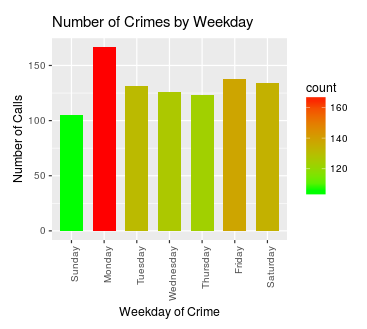 Number of Crimes by Weekday
Number of Calls
150
100
50
0
Sunday
Monday
Tuesday
Wednesday
Thursday
Friday
Saturday
Weekday of Crime
count
160
140
120